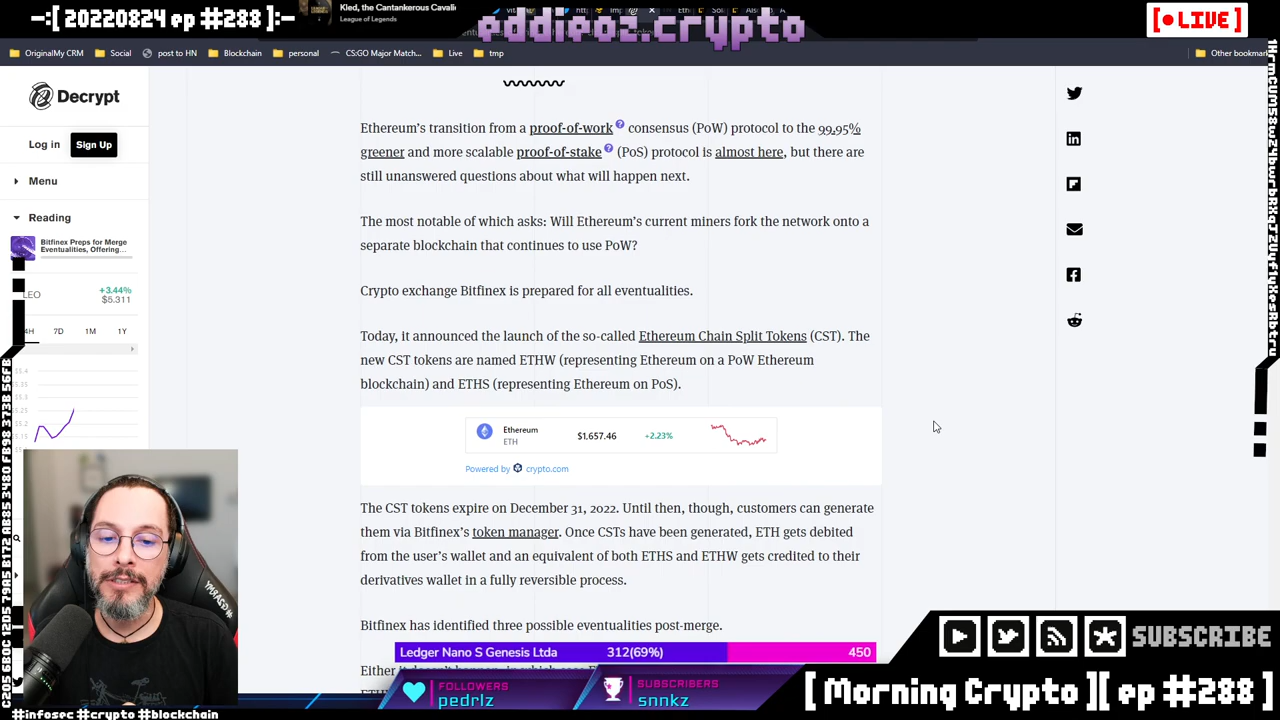 -:[ 20220824 ep #288 ]:-
Kled, the Cantankerous Cavali
League of Legends
eddieoz.crypto
[ LIVE ]
OriginalMy CRM
Social
post to HN
Blockchain
personal
CS:GO Major Match...
Live
tmp
Other bookmar
Decrypt
Log in
Sign Up
Menu
Reading
Bitfinex Preps for Merge
Eventualities, Offering...
LEO
+3.44%
$5.311
4H
7D
1M
1Y
Ethereum's transition from a proof-of-work consensus (PoW) protocol to the 99.95%
greener and more scalable proof-of-stake (PoS) protocol is almost here, but there are
still unanswered questions about what will happen next.
The most notable of which asks: Will Ethereum's current miners fork the network onto a
separate blockchain that continues to use PoW?
Crypto exchange Bitfinex is prepared for all eventualities.
Today, it announced the launch of the so-called Ethereum Chain Split Tokens (CST). The
new CST tokens are named ETHW (representing Ethereum on a PoW Ethereum
blockchain) and ETHS (representing Ethereum on PoS).
Ethereum
ETH
$1,657.46
+2.23%
Powered by crypto.com
The CST tokens expire on December 31, 2022. Until then, though, customers can generate
them via Bitfinex's token manager. Once CSTs have been generated, ETH gets debited
from the user's wallet and an equivalent of both ETHS and ETHW gets credited to their
derivatives wallet in a fully reversible process.
Bitfinex has identified three possible eventualities post-merge.
Ledger Nano S Genesis Ltda
312(69%)
450
FOLLOWERS
pedrlz
SUBSCRIBERS
snnkz
SUBSCRIBE
[ Morning Crypto ][ ep #288 ]
#infosec #crypto #blockchain